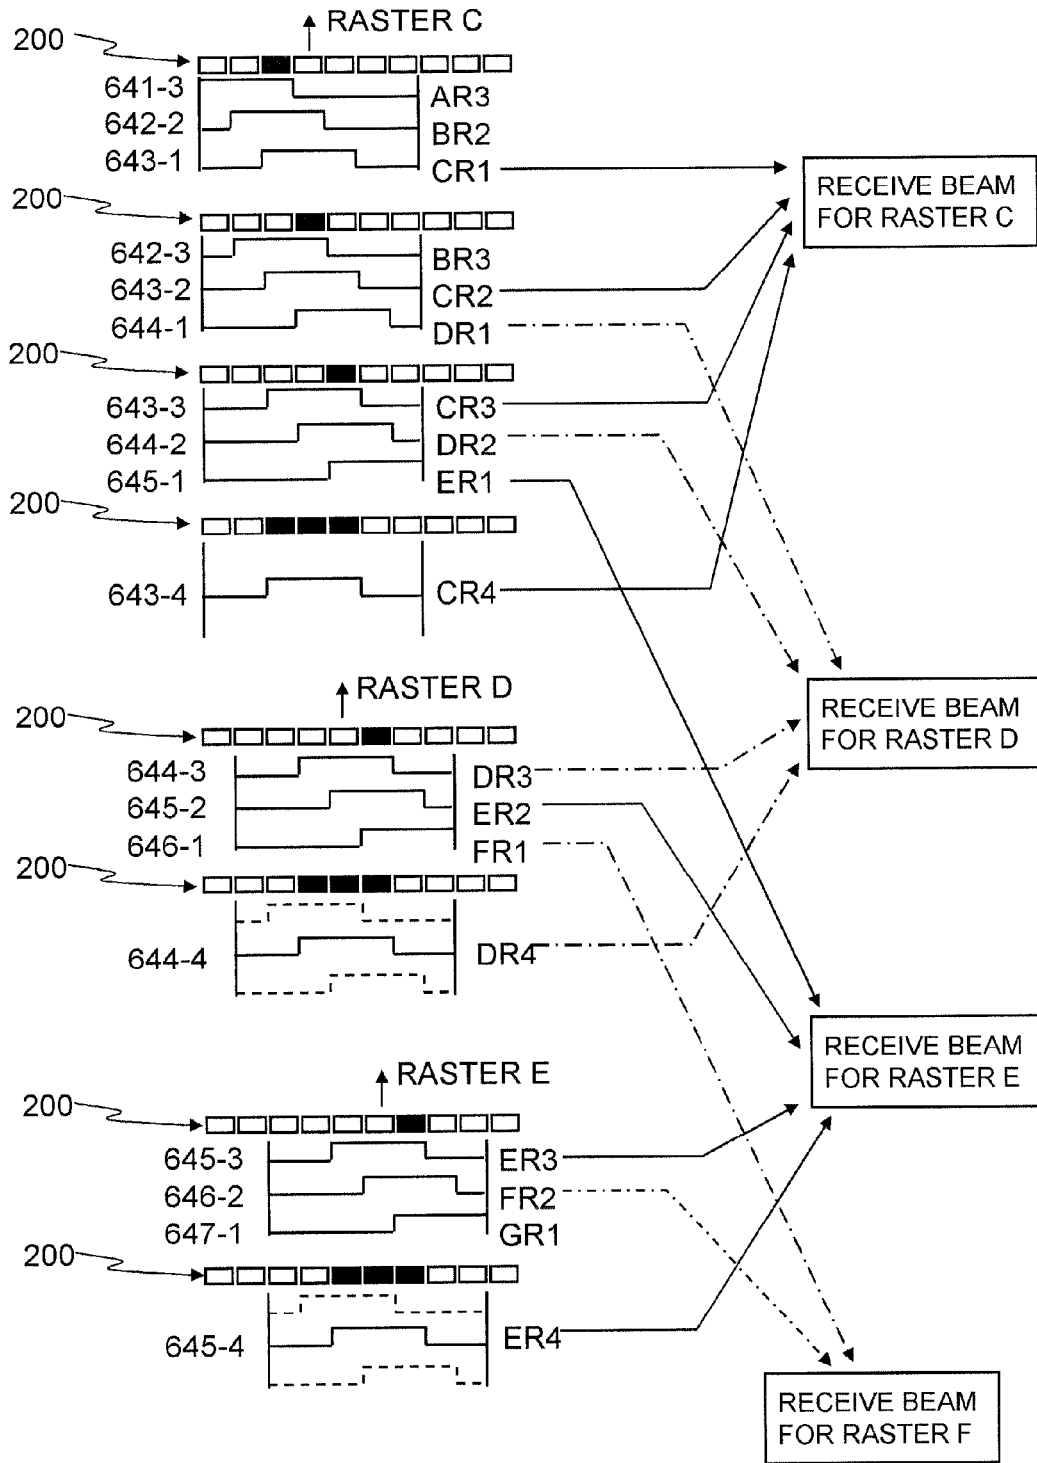 RASTER C
200
641-3 AR3
642-2 BR2
643-1 CR1
RECEIVE BEAM
FOR RASTER C
200
642-3 BR3
643-2 CR2
644-1 DR1
200
643-3 CR3
644-2 DR2
645-1 ER1
200
643-4 CR4
RASTER D
RECEIVE BEAM
FOR RASTER D
200
644-3 DR3
645-2 ER2
646-1 FR1
200
644-4 DR4
RASTER E
RECEIVE BEAM
FOR RASTER E
200
645-3 ER3
646-2 FR2
647-1 GR1
200
645-4 ER4
RECEIVE BEAM
FOR RASTER F